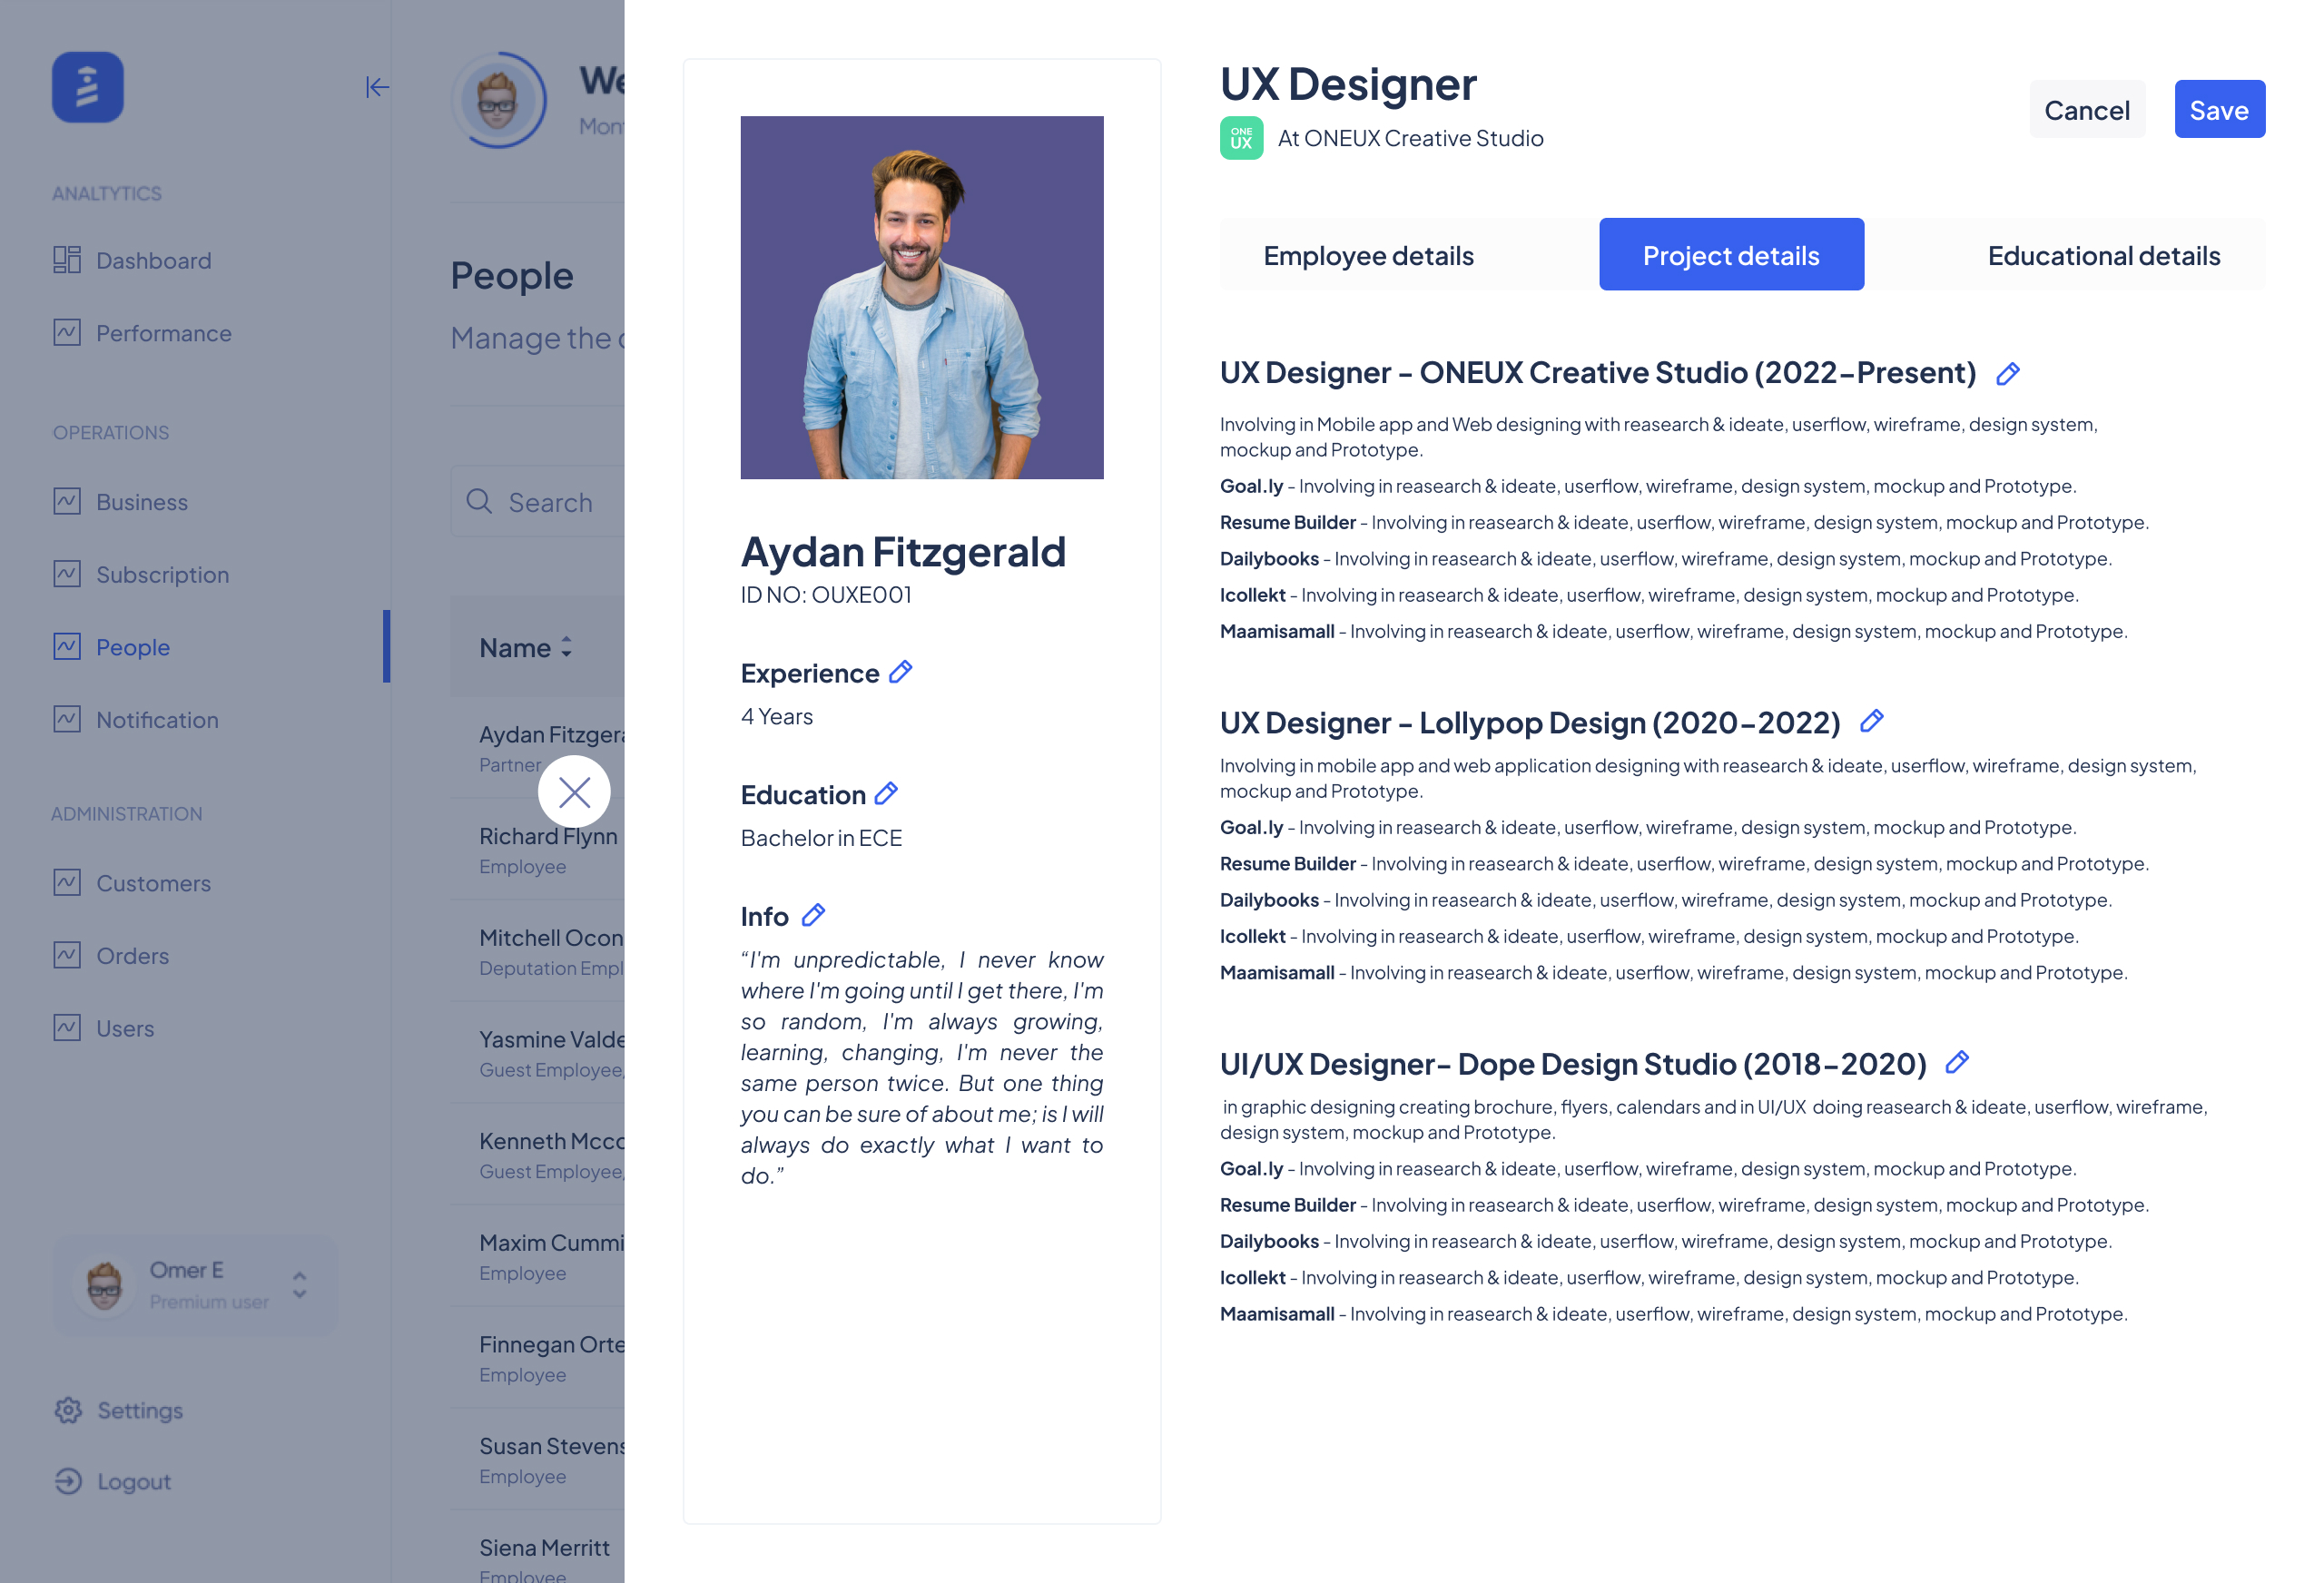 ANALTYTICS
Dashboard
Performance
OPERATIONS
Business
Subscription
People
Notification
ADMINISTRATION
Customers
Orders
Users
Omer E
Premium user
Settings
Logout
People
Manage the
Search
Name
Aydan
Partner
Richard Flynn
Employee
Mitchell
Deputation
Yasmine
Guest Employee
Kenneth
Guest Employee
Maxim
Employee
Finnegan
Employee
Susan
Employee
Siena Merritt
Employee
Aydan Fitzgerald
ID NO: OUXE001
Experience
4 Years
Education
Bachelor in ECE
Info
“I'm unpredictable, I never know
where I'm going until I get there, I'm
so random, I'm always growing,
learning, changing, I'm never the
same person twice. But one thing
you can be sure of about me; is I will
always do exactly what I want to
do.”
UX Designer
ONE
UX
At ONEUX Creative Studio
Cancel
Save
Employee details
Project details
Educational details
UX Designer - ONEUX Creative Studio (2022-Present)
Involving in Mobile app and Web designing with reasearch & ideate, userflow, wireframe, design system,
mockup and Prototype.
Goal.ly - Involving in reasearch & ideate, userflow, wireframe, design system, mockup and Prototype.
Resume Builder - Involving in reasearch & ideate, userflow, wireframe, design system, mockup and Prototype.
Dailybooks - Involving in reasearch & ideate, userflow, wireframe, design system, mockup and Prototype.
Icollekt - Involving in reasearch & ideate, userflow, wireframe, design system, mockup and Prototype.
Maamisamall - Involving in reasearch & ideate, userflow, wireframe, design system, mockup and Prototype.
UX Designer - Lollypop Design (2020-2022)
Involving in mobile app and web application designing with reasearch & ideate, userflow, wireframe, design system,
mockup and Prototype.
Goal.ly - Involving in reasearch & ideate, userflow, wireframe, design system, mockup and Prototype.
Resume Builder - Involving in reasearch & ideate, userflow, wireframe, design system, mockup and Prototype.
Dailybooks - Involving in reasearch & ideate, userflow, wireframe, design system, mockup and Prototype.
Icollekt - Involving in reasearch & ideate, userflow, wireframe, design system, mockup and Prototype.
Maamisamall - Involving in reasearch & ideate, userflow, wireframe, design system, mockup and Prototype.
UI/UX Designer- Dope Design Studio (2018-2020)
in graphic designing creating brochure, flyers, calendars and in UI/UX doing reasearch & ideate, userflow, wireframe,
design system, mockup and Prototype.
Goal.ly - Involving in reasearch & ideate, userflow, wireframe, design system, mockup and Prototype.
Resume Builder - Involving in reasearch & ideate, userflow, wireframe, design system, mockup and Prototype.
Dailybooks - Involving in reasearch & ideate, userflow, wireframe, design system, mockup and Prototype.
Icollekt - Involving in reasearch & ideate, userflow, wireframe, design system, mockup and Prototype.
Maamisamall - Involving in reasearch & ideate, userflow, wireframe, design system, mockup and Prototype.